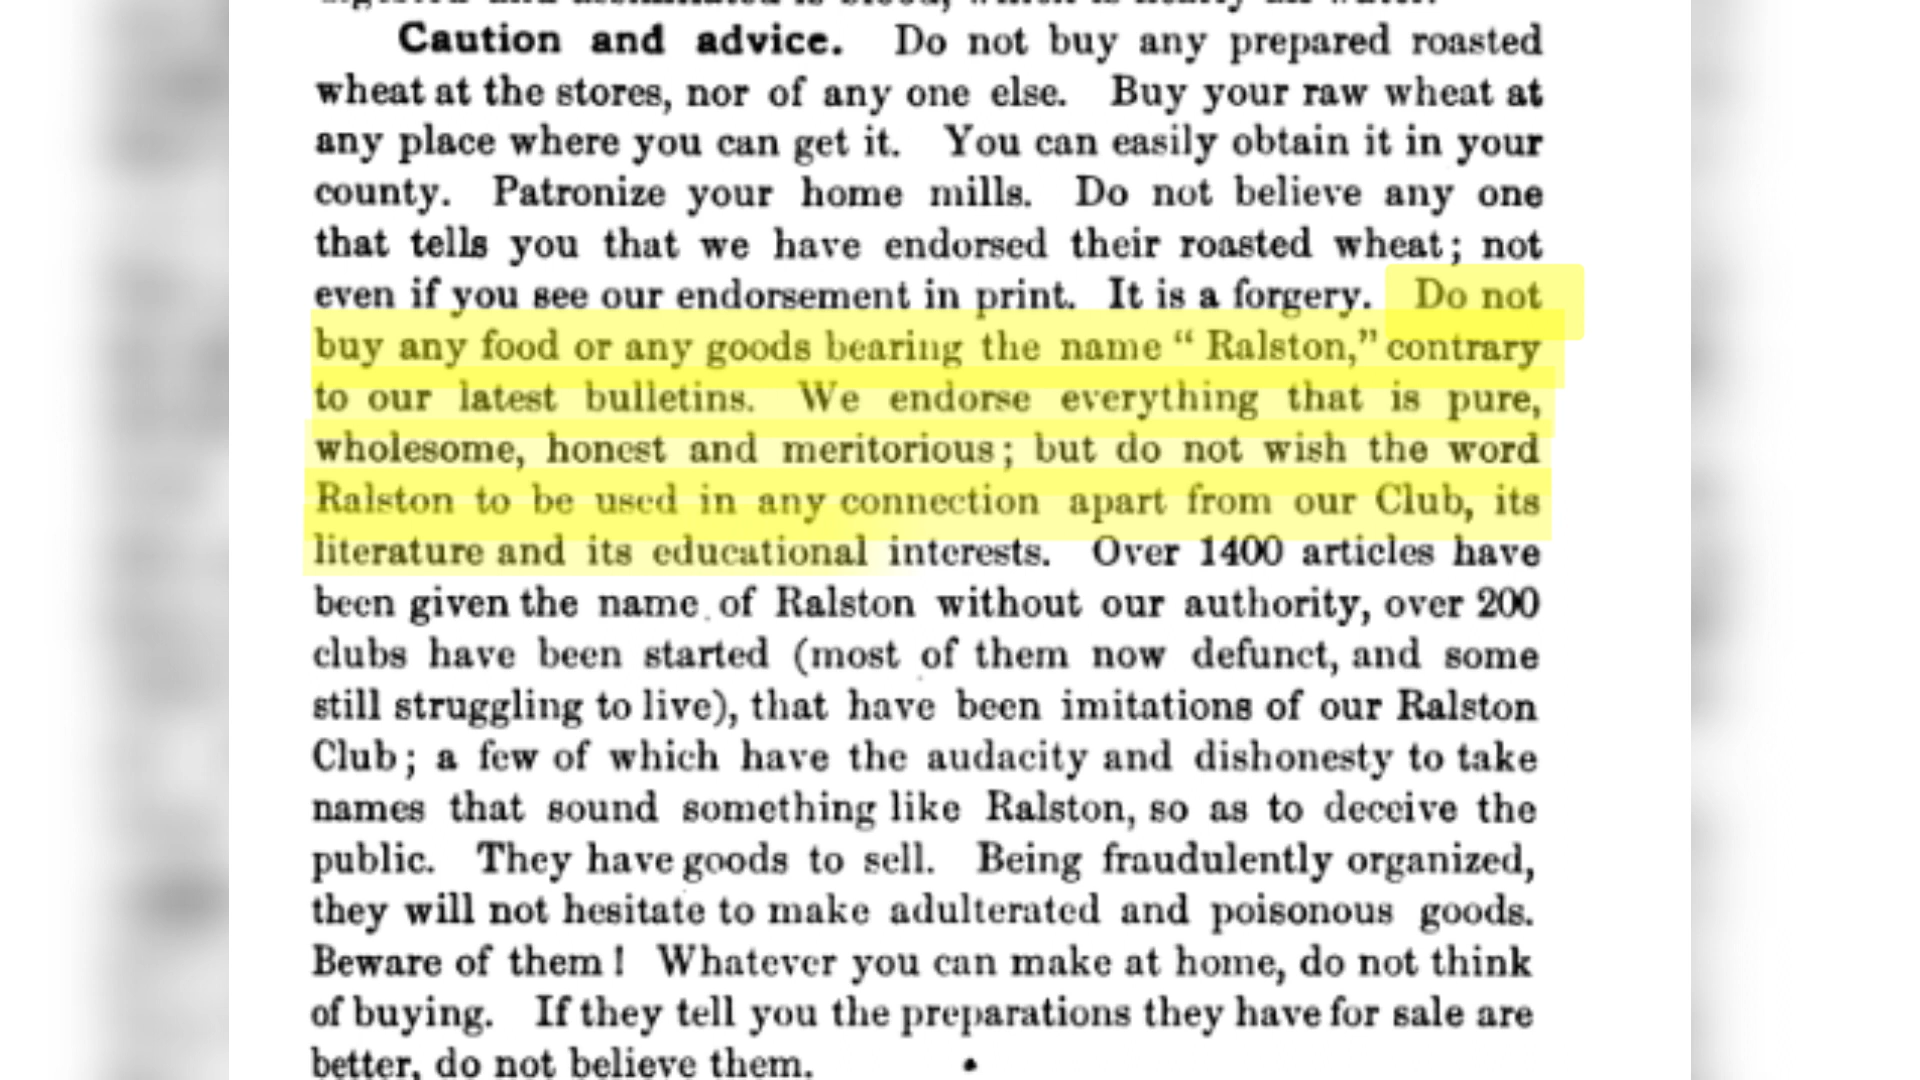 Caution and advice. Do not buy any prepared roasted
wheat at the stores, nor of any one else. Buy your raw wheat at
any place where you can get it. You can easily obtain it in your
county. Patronize your home mills. Do not believe any one
that tells you that we have endorsed their roasted wheat; not
even if you see our endorsement in print. It is a forgery. Do not
buy any food or any goods bearing the name “ Ralston,” contrary
to our latest bulletins. We endorse everything that is pure,
wholesome, honest and meritorious; but do not wish the word
Ralston to be used in any connection apart from our Club, its
literature and its educational interests. Over 1400 articles have
been given the name of Ralston without our authority, over 200
clubs have been started (most of them now defunct, and some
still struggling to live), that have been imitations of our Ralston
Club; a few of which have the audacity and dishonesty to take
names that sound something like Ralston, so as to deceive the
public. They have goods to sell. Being fraudulently organized,
they will not hesitate to make adulterated and poisonous goods.
Beware of them! Whatever you can make at home, do not think
of buying. If they tell you the preparations they have for sale are
better, do not believe them.